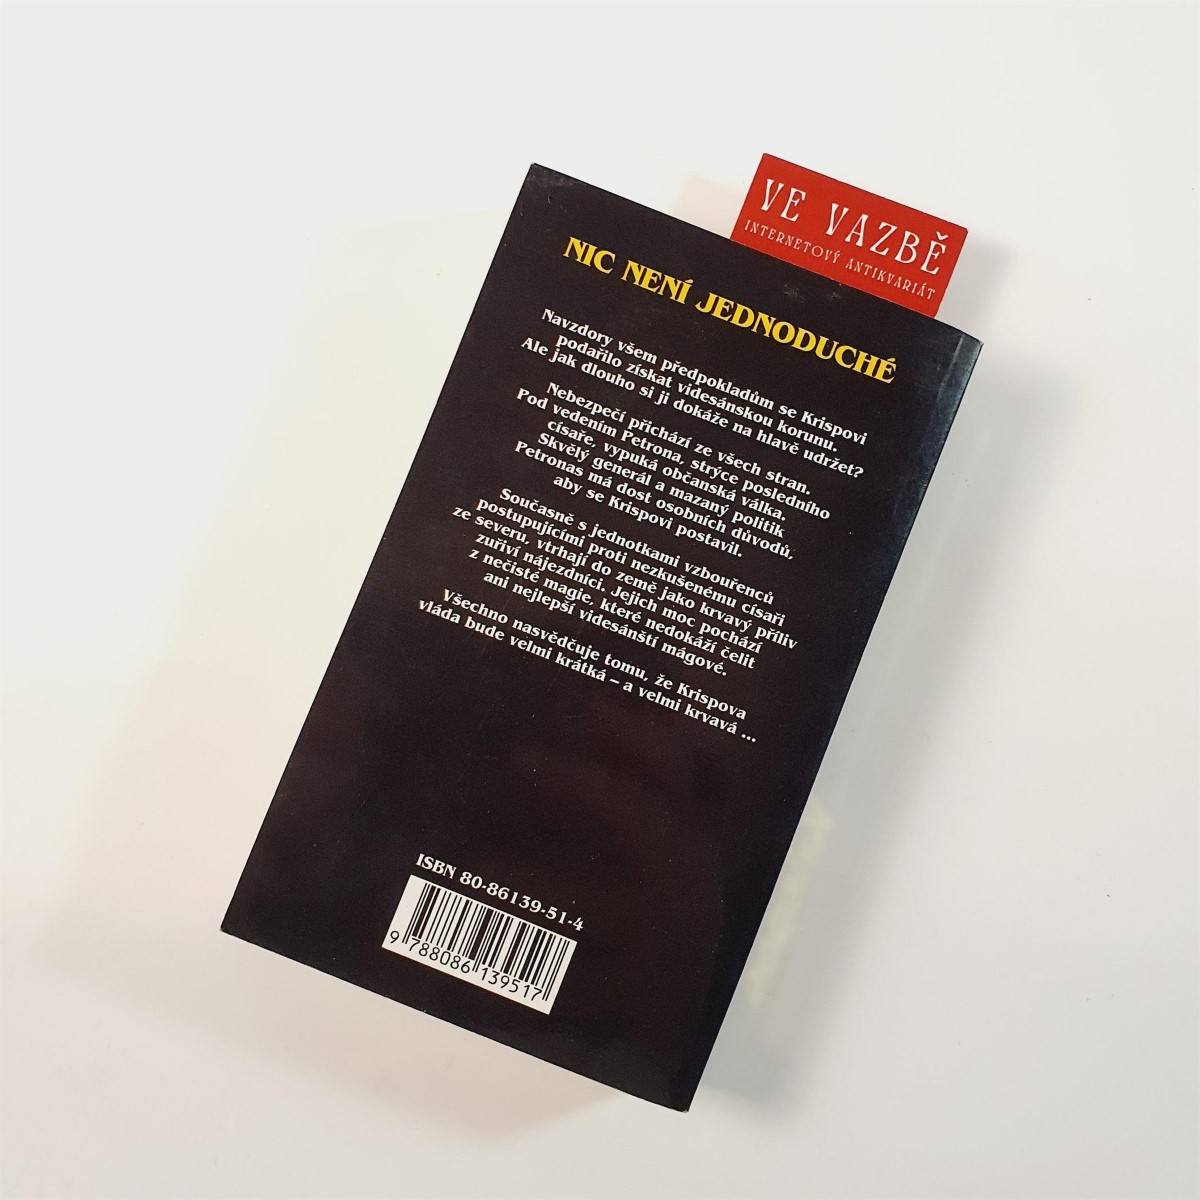 VE VAZBĚ
INTERNETOVÝ ANTIKVARIÁT
NIC NENÍ JEDNODUCHÉ
Navzdory všem předpokladům se Krispovi
podařilo získat videsánskou korunu.
Ale jak dlouho si ji dokáže na hlavě udržet?
Nebezpečí přichází ze všech stran.
Pod vedením Petrona, strýce posledního
císaře, vypuká občanská válka.
Skvělý generál a mazaný politik
Petronas má dost osobních důvodů,
aby se Krispovi postavil.
Současně s jednotkami vzbouřenců
postupujícími proti nezkušenému císaři
ze severu, vtrhají do země jako krvavý příliv
zuřiví nájezdníci. Jejich moc pochází
z nečisté magie, které nedokáží čelit
ani nejlepší videsánští mágové.
Všechno nasvědčuje tomu, že Krispova
vláda bude velmi krátká – a velmi krvavá ...
ISBN 80-86139-51-4
9 788086 139517